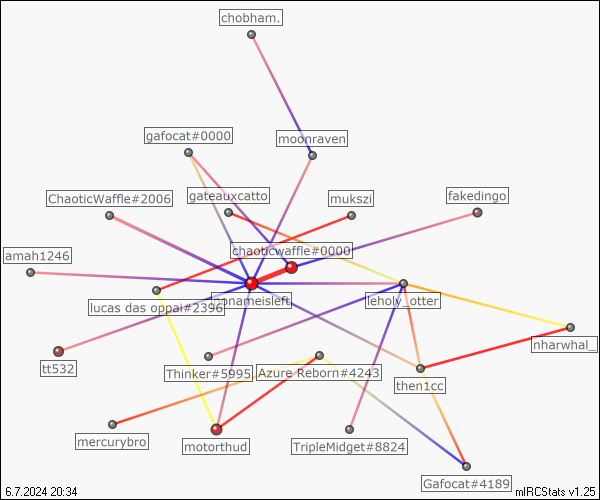 chobham.
gafocat#0000
moonraven
ChaoticWaffle#2006
gateauxcatto
mukszi
fakedingo
chaoticwaffle#0000
amah1246
leholy_otter
lucas das oppai#2396
nharwhal_
tt532
Thinker#5995
Azure Reborn#4243
then1cc
mercurybro
motorthud
TripleMidget#8824
Gafocat#4189
6.7.2024 20:34
mIRCStats v1.25